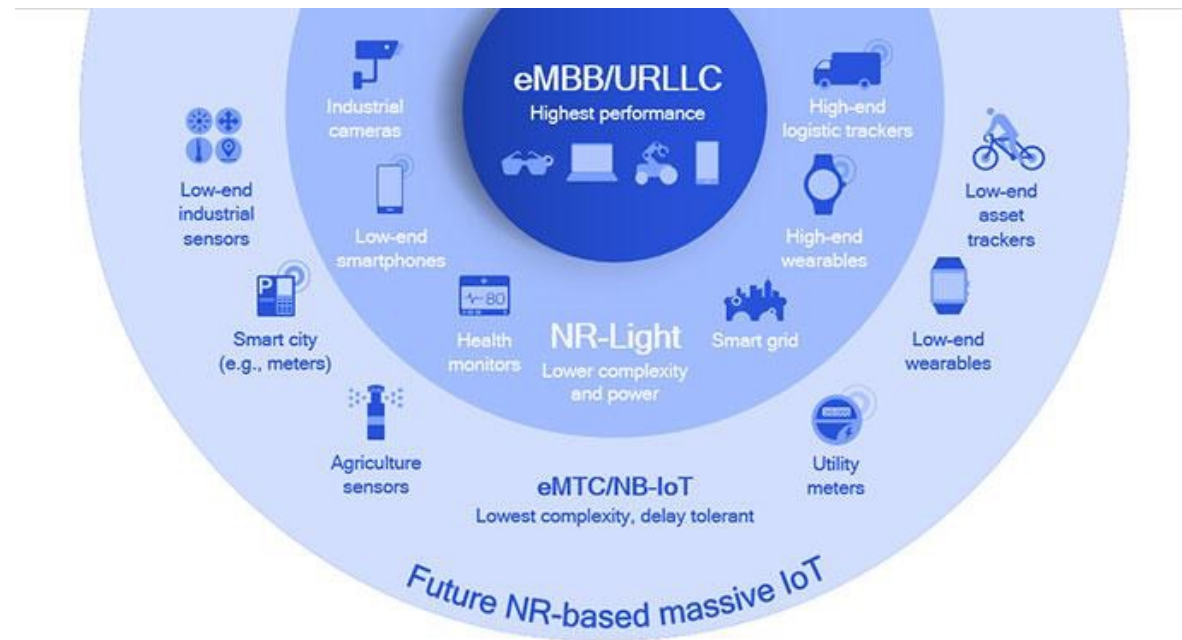 eMBB/URLLC
Highest performance
Industrial
cameras
High-end
logistic trackers
Low-end
industrial
sensors
Low-end
smartphones
High-end
wearables
Low-end
asset
trackers
P
80
Smart city
(e.g., meters)
Health
monitors
NR-Light
Lower complexity
and power
Smart grid
Low-end
wearables
Agriculture
sensors
eMTC/NB-IoT
Lowest complexity, delay tolerant
Utility
meters
Future NR-based massive IoT